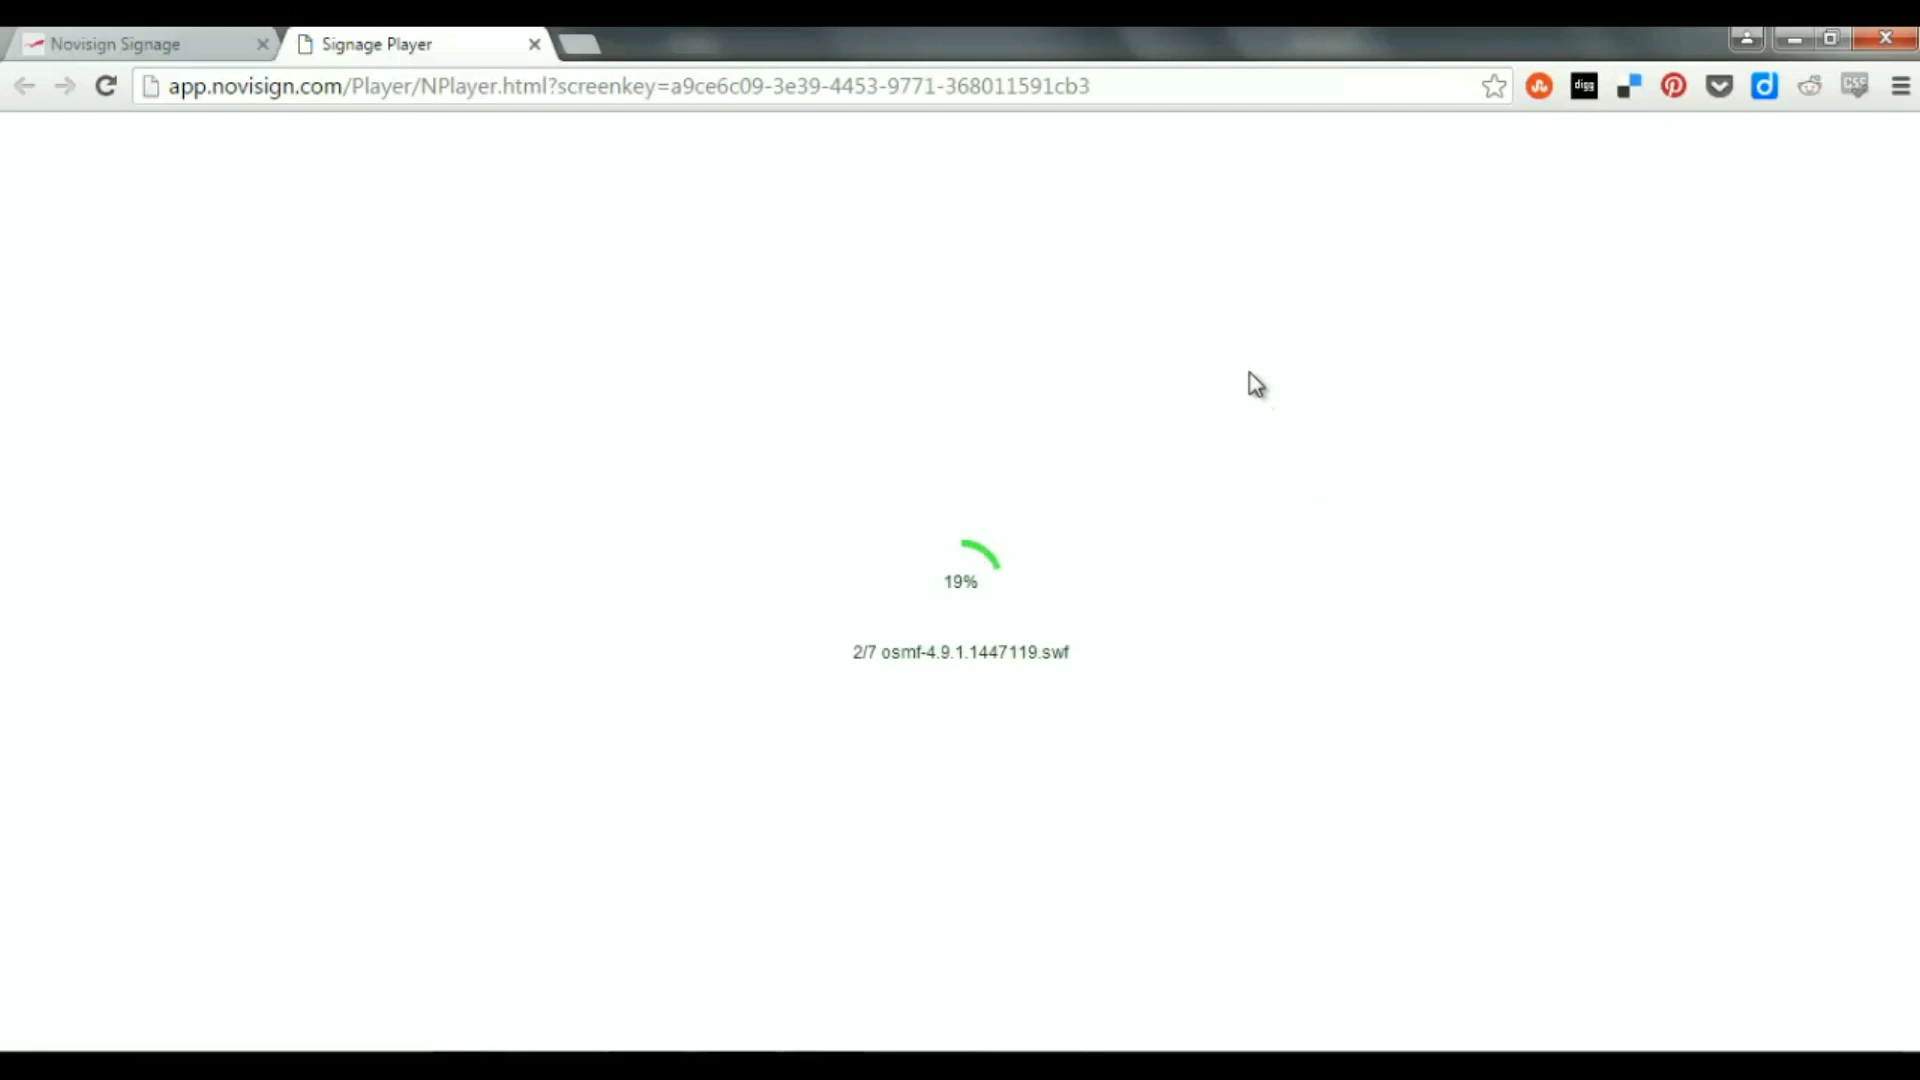 Novisign Signage
Signage Player
app.novisign.com/Player/NPlayer.html?screenkey=a9ce6c09-3e39-4453-9771-368011591cb3
digg
CSS
19%
2/7 osmf-4.9.1.1447119.swf